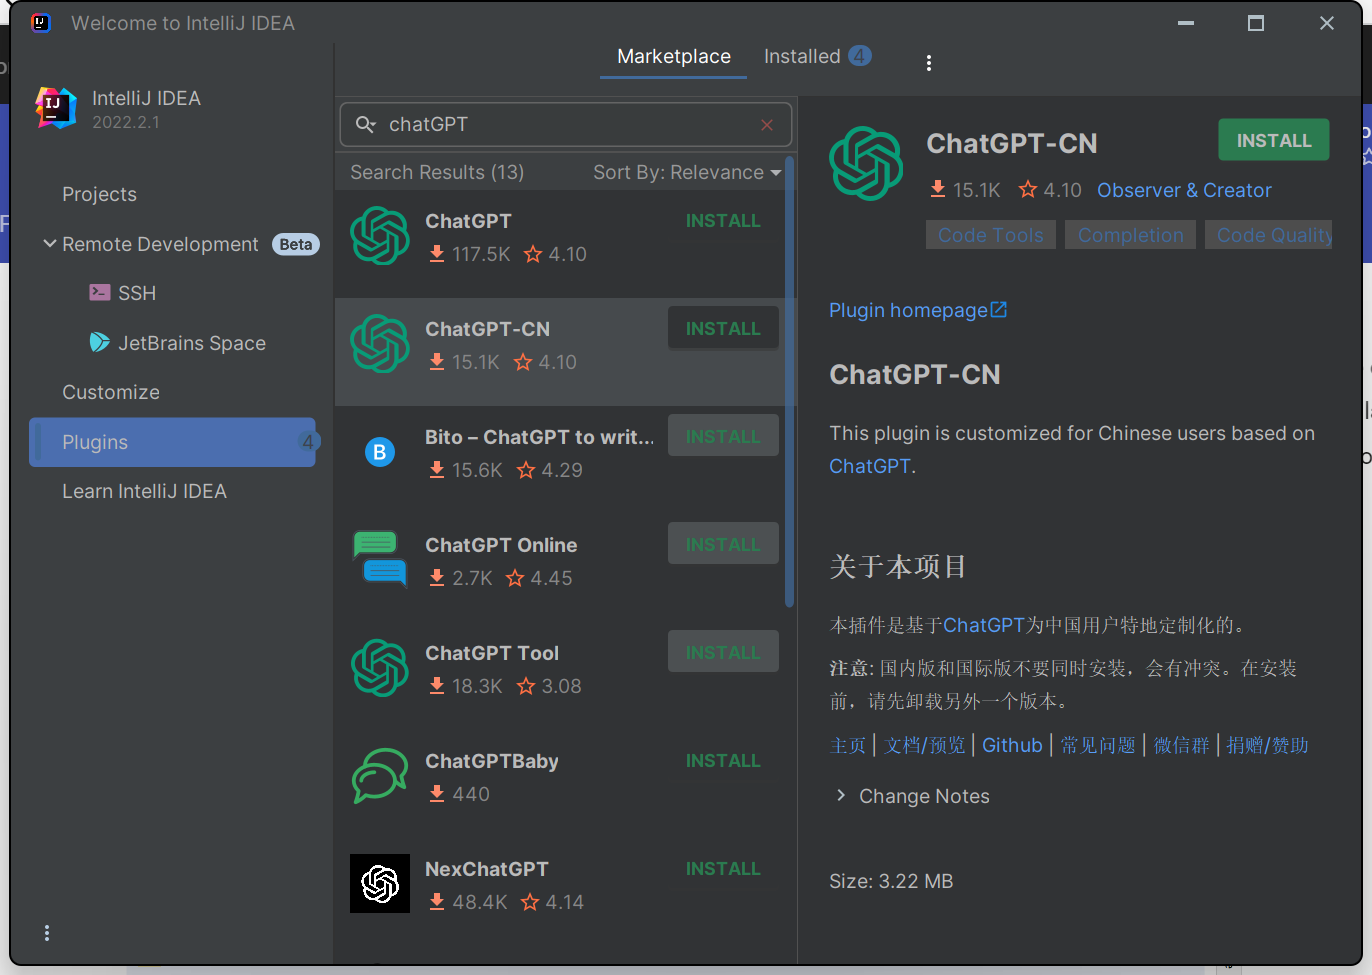 Welcome to IntelliJ IDEA
IntelliJ IDEA
2022.2.1
Projects
Remote Development Beta
SSH
JetBrains Space
Customize
Plugins 4
Learn IntelliJ IDEA
Marketplace Installed 4
chatGPT
Search Results (13) Sort By: Relevance
ChatGPT INSTALL
117.5K 4.10
ChatGPT-CN INSTALL
15.1K 4.10
Bito – ChatGPT to writ... INSTALL
15.6K 4.29
ChatGPT Online INSTALL
2.7K 4.45
ChatGPT Tool INSTALL
18.3K 3.08
ChatGPTBaby INSTALL
440
NexChatGPT INSTALL
48.4K 4.14
ChatGPT-CN INSTALL
15.1K 4.10 Observer & Creator
Code Tools Completion Code Quality
Plugin homepage
ChatGPT-CN
This plugin is customized for Chinese users based on
ChatGPT.
关于本项目
本插件是基于ChatGPT为中国用户特地定制化的。
注意: 国内版和国际版不要同时安装，会有冲突。在安装
前，请先卸载另外一个版本。
主页 | 文档/预览 | Github | 常见问题 | 微信群 | 捐赠/赞助
Change Notes
Size: 3.22 MB